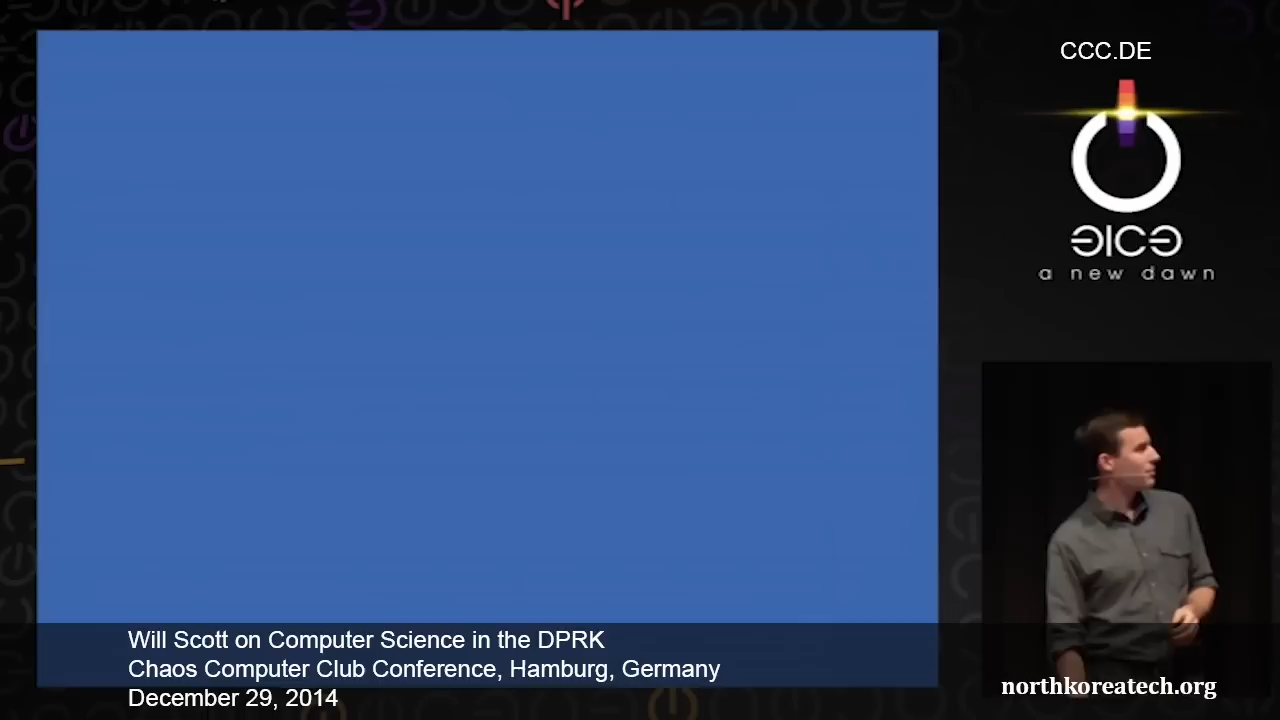 CCC.DE
ƎICƎ
a new dawn
Will Scott on Computer Science in the DPRK
Chaos Computer Club Conference, Hamburg, Germany
December 29, 2014
northkoreatech.org